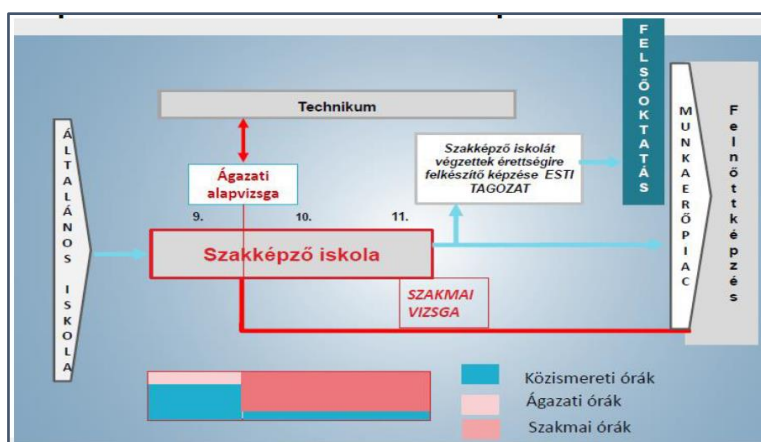 FELSŐOKTATÁS
Technikum
ÁLTALÁNOS ISKOLA
MUNKAERŐPIAC
Felnőttképzés
Szakképző iskolát
végzettek érettségire
felkészítő képzése ESTI
TAGOZAT
Ágazati
alapvizsga
9.
10.
11.
Szakképző iskola
SZAKMAI
VIZSGA
Közismereti órák
Ágazati órák
Szakmai órák